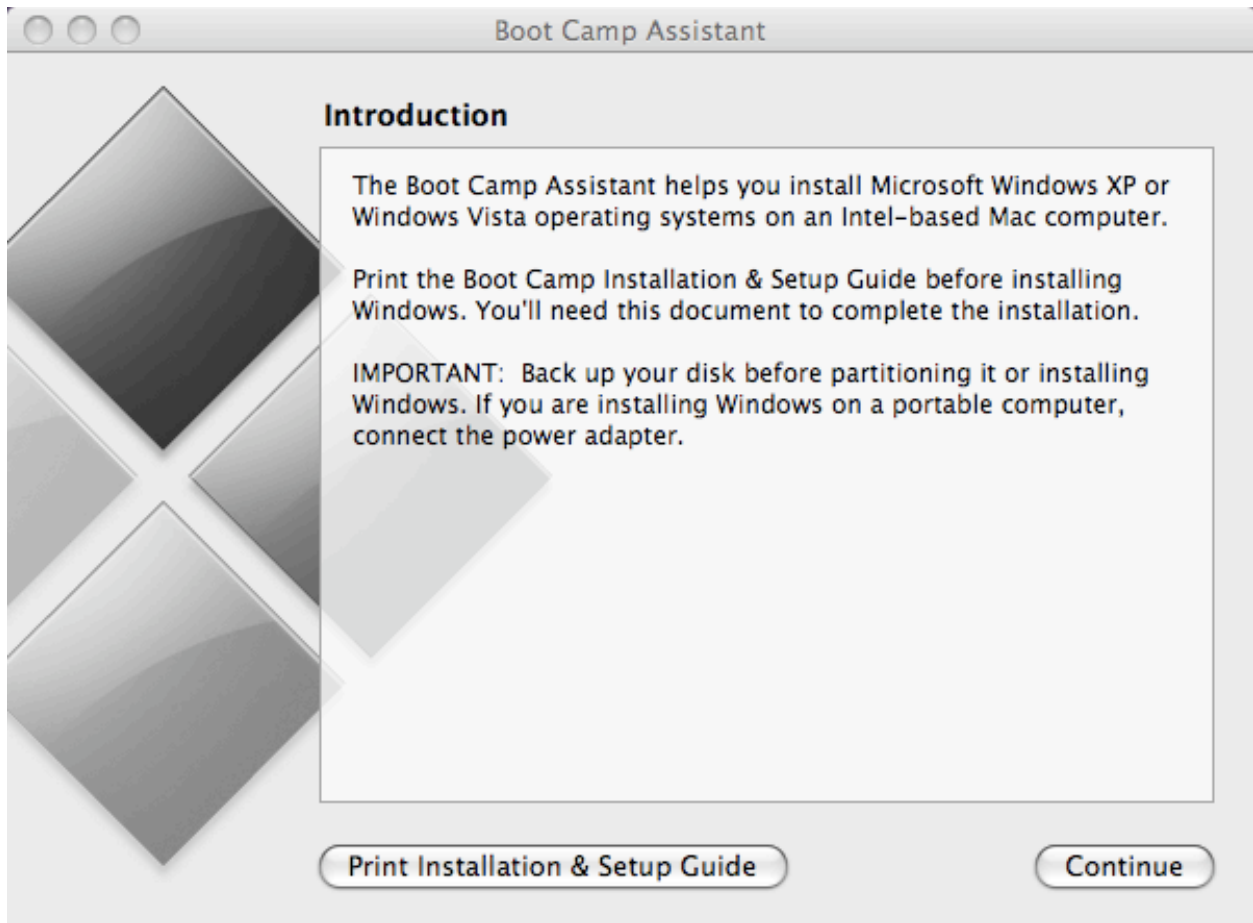 Boot Camp Assistant
Introduction
The Boot Camp Assistant helps you install Microsoft Windows XP or
Windows Vista operating systems on an Intel-based Mac computer.
Print the Boot Camp Installation & Setup Guide before installing
Windows. You'll need this document to complete the installation.
IMPORTANT:  Back up your disk before partitioning it or installing
Windows. If you are installing Windows on a portable computer,
connect the power adapter.
Print Installation & Setup Guide
Continue